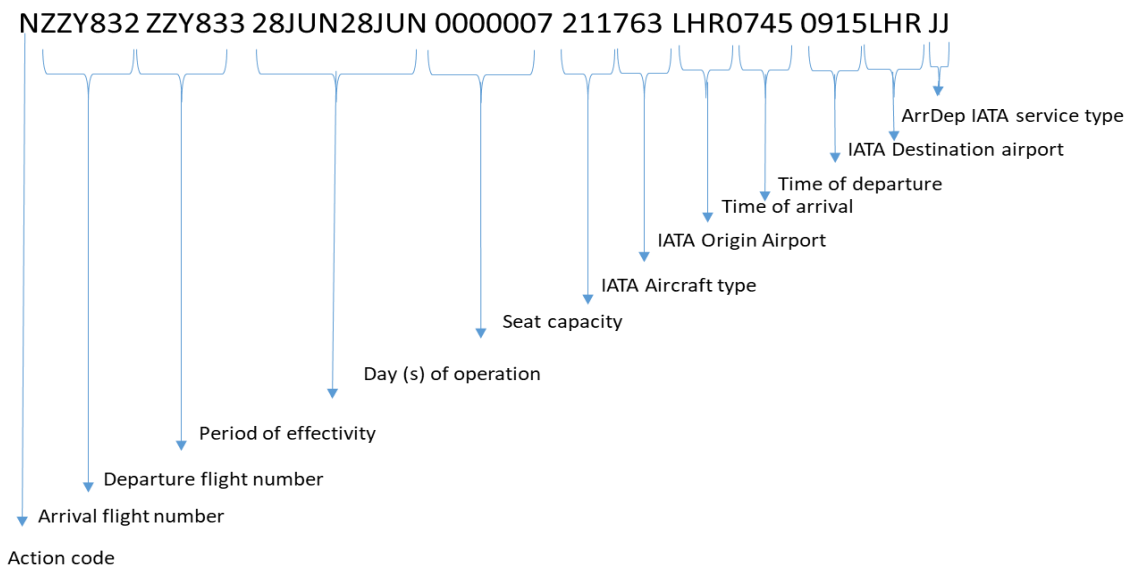 NZZY832 ZZY833 28JUN28JUN 0000007 211763 LHR0745 0915LHR JJ
ArrDep IATA service type
IATA Destination airport
Time of departure
Time of arrival
IATA Origin Airport
IATA Aircraft type
Seat capacity
Day (s) of operation
Period of effectivity
Departure flight number
Arrival flight number
Action code